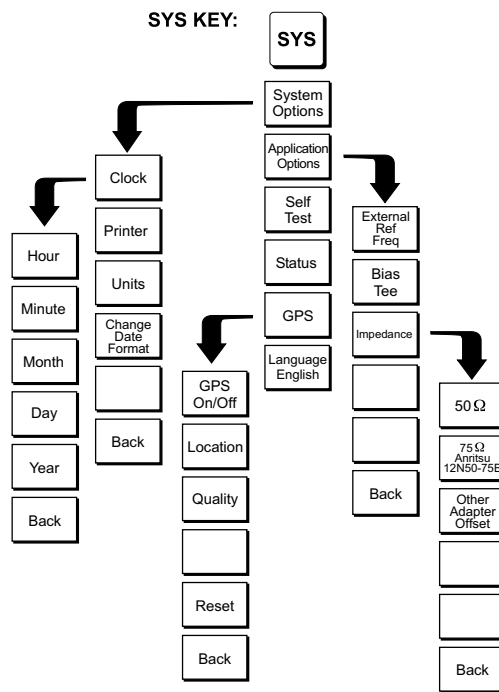 SYS KEY:
SYS
System
Options
Application
Options
Self
Test
Status
GPS
Language
English
Clock
Printer
Units
Change
Date
Format
Back
Hour
Minute
Month
Day
Year
Back
GPS
On/Off
Location
Quality
Reset
Back
External
Ref
Freq
Bias
Tee
Impedance
Back
50 Ω
75 Ω
Anritsu
12N50-75B
Other
Adapter
Offset
Back